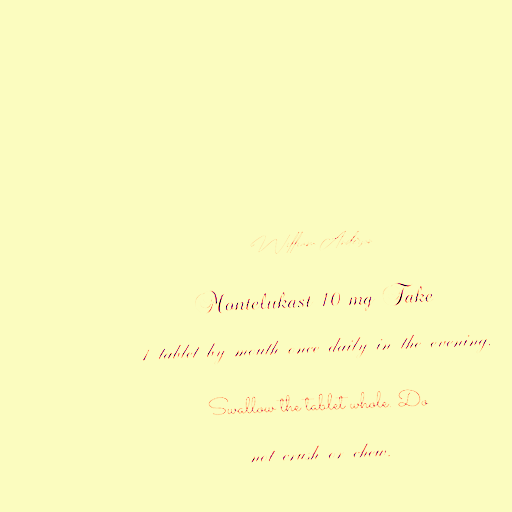 Montelukast 10 mg Take
1 tablet by mouth once daily in the evening.
Swallow the tablet whole. Do
not crush or chew.